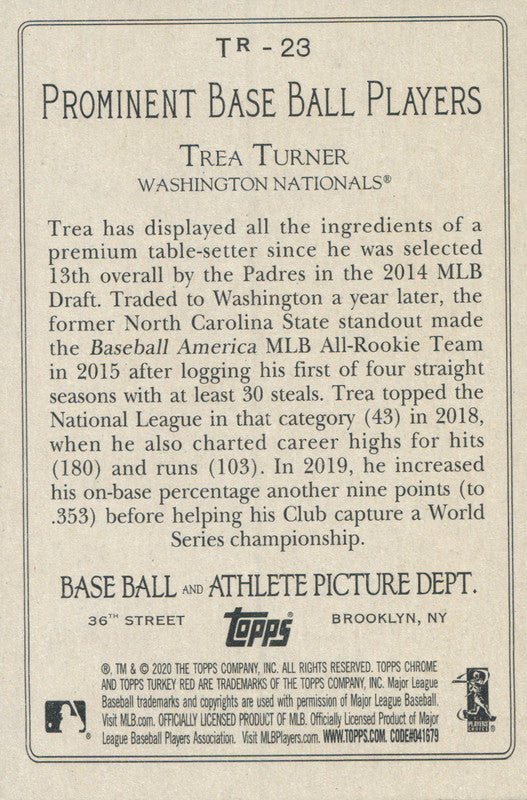 TR - 23
PROMINENT BASE BALL PLAYERS
TREA TURNER
WASHINGTON NATIONALS®
Trea has displayed all the ingredients of a
premium table-setter since he was selected
13th overall by the Padres in the 2014 MLB
Draft. Traded to Washington a year later, the
former North Carolina State standout made
the Baseball America MLB All-Rookie Team
in 2015 after logging his first of four straight
seasons with at least 30 steals. Trea topped the
National League in that category (43) in 2018,
when he also charted career highs for hits
(180) and runs (103). In 2019, he increased
his on-base percentage another nine points (to
.353) before helping his Club capture a World
Series championship.
BASE BALL AND ATHLETE PICTURE DEPT.
36TH STREET Topps® BROOKLYN, NY
®, TM & © 2020 THE TOPPS COMPANY, INC. ALL RIGHTS RESERVED. TOPPS CHROME
AND TOPPS TURKEY RED ARE TRADEMARKS OF THE TOPPS COMPANY, INC. Major League
Baseball trademarks and copyrights are used with permission of Major League Baseball.
Visit MLB.com. OFFICIALLY LICENSED PRODUCT OF MLB. Officially Licensed Product of Major
League Baseball Players Association. Visit MLBPlayers.com. WWW.TOPPS.COM. CODE#041679
PLAYERS
CHOICE